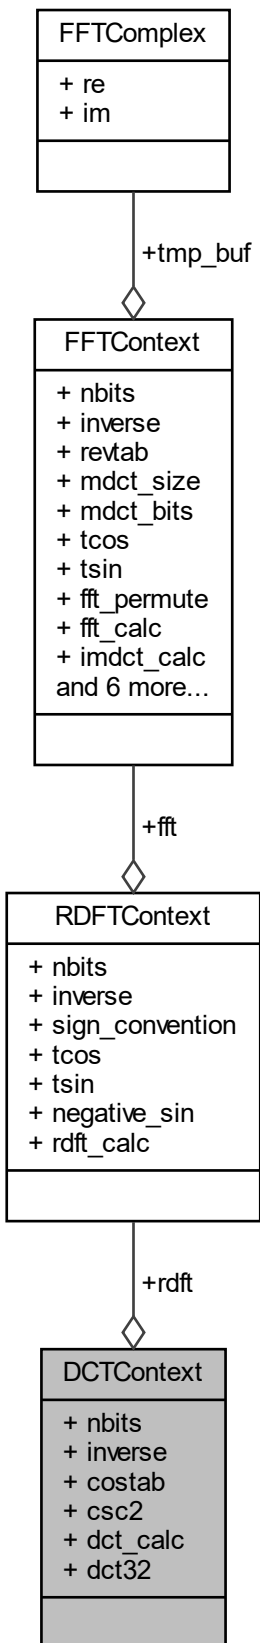 FFTComplex
+ re
+ im
+tmp_buf
FFTContext
+ nbits
+ inverse
+ revtab
+ mdct_size
+ mdct_bits
+ tcos
+ tsin
+ fft_permute
+ fft_calc
+ imdct_calc
and 6 more...
+fft
RDFTContext
+ nbits
+ inverse
+ sign_convention
+ tcos
+ tsin
+ negative_sin
+ rdft_calc
+rdft
DCTContext
+ nbits
+ inverse
+ costab
+ csc2
+ dct_calc
+ dct32